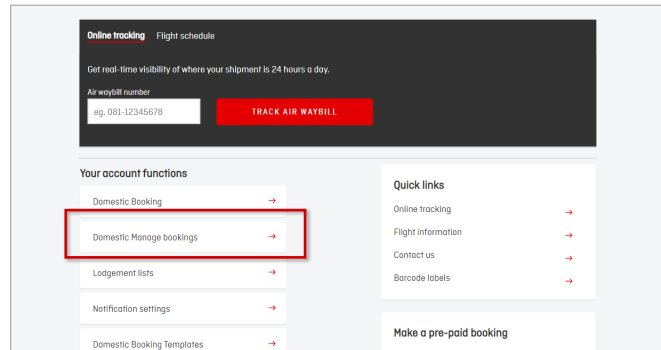 Online tracking Flight schedule
Get real-time visibility of where your shipment is 24 hours a day.
Air waybill number
eg. 081-12345678 TRACK AIR WAYBILL
Your account functions
Domestic Booking
Domestic Manage bookings
Lodgement lists
Notification settings
Domestic Booking Templates
Quick links
Online tracking
Flight information
Contact us
Barcode labels
Make a pre-paid booking